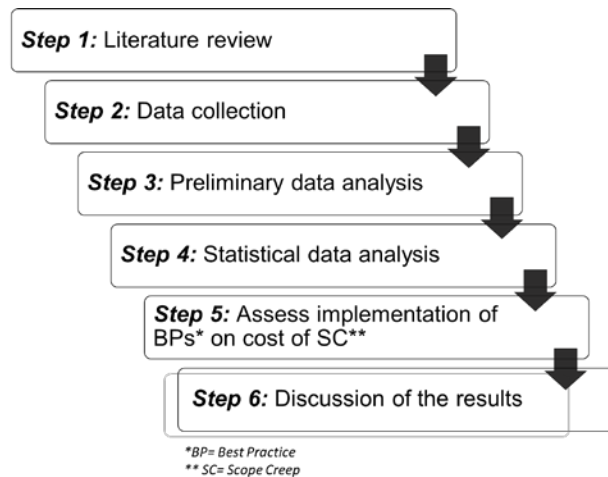 Step 1: Literature review
Step 2: Data collection
Step 3: Preliminary data analysis
Step 4: Statistical data analysis
Step 5: Assess implementation of
BPs* on cost of SC**
Step 6: Discussion of the results
*BP= Best Practice
** SC= Scope Creep